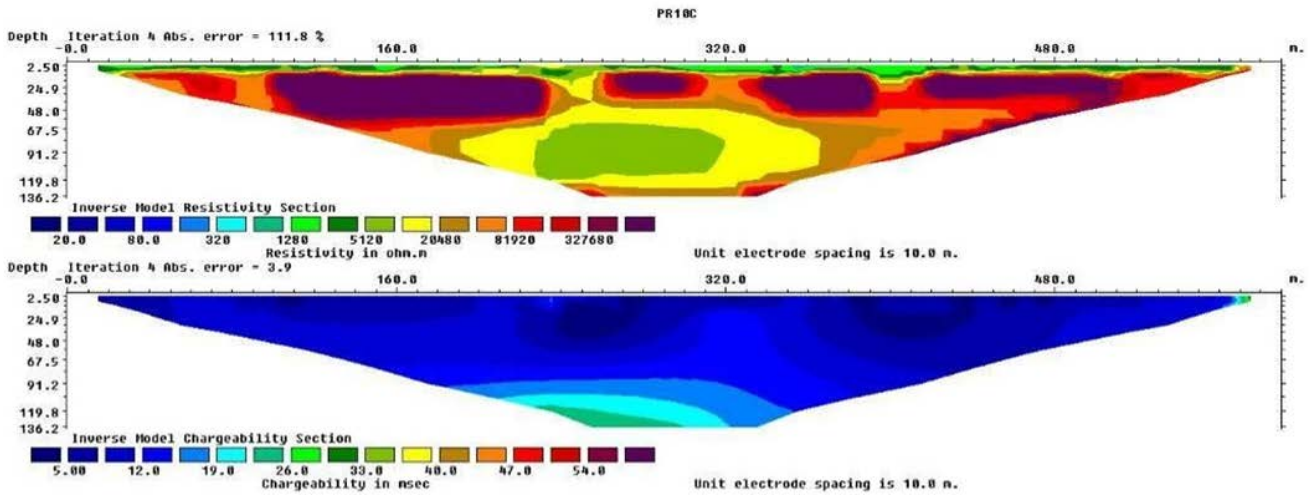 PR10C
Depth Iteration 4 Abs. error = 111.8 %
-0.0 160.0 320.0 480.0 m.
2.50
24.9
48.0
67.5
91.2
119.8
136.2
Inverse Model Resistivity Section
20.0 80.0 320 1280 5120 20480 81920 327680
Resistivity in ohm.m
Unit electrode spacing is 10.0 m.
Depth Iteration 4 Abs. error = 3.9
-0.0 160.0 320.0 480.0 m.
2.50
24.9
48.0
67.5
91.2
119.8
136.2
Inverse Model Chargeability Section
5.00 12.0 19.0 26.0 33.0 40.0 47.0 54.0
Chargeability in msec
Unit electrode spacing is 10.0 m.